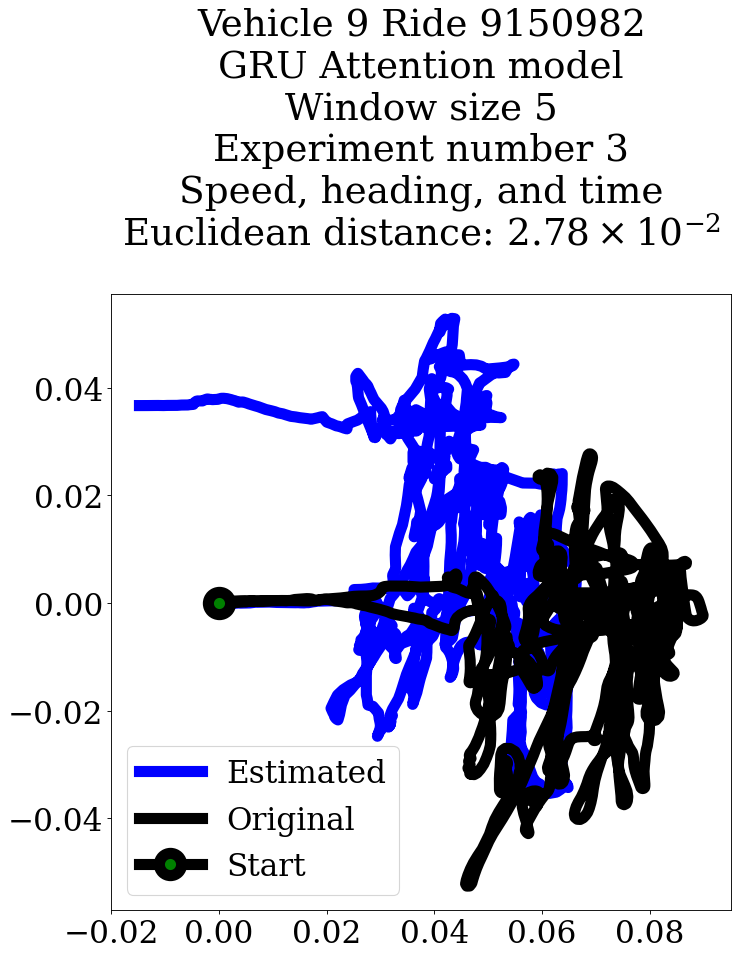 Vehicle 9 Ride 9150982
GRU Attention model
Window size 5
Experiment number 3
Speed, heading, and time
Euclidean distance: 2.78 × 10⁻²
0.04
0.02
0.00
−0.02
−0.04
Estimated
Original
Start
−0.02 0.00 0.02 0.04 0.06 0.08